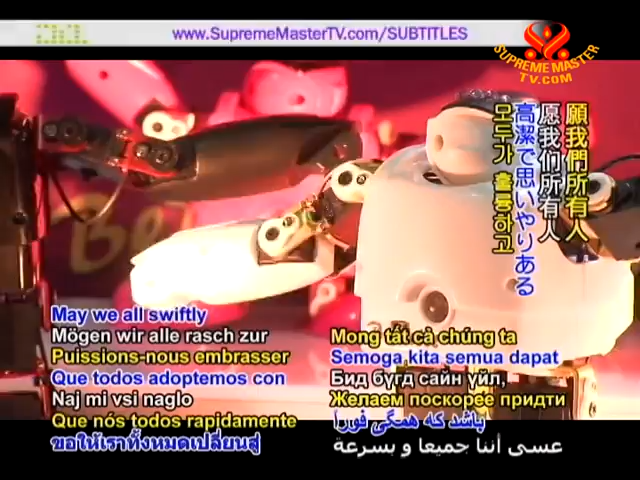 www.SupremeMasterTV.com/SUBTITLES
SUPREME MASTER
TV.COM
願我們所有人
愿我们所有人
高潔で思いやりある
모두가 훌륭하고
May we all swiftly
Mögen wir alle rasch zur
Puissions-nous embrasser
Que todos adoptemos con
Naj mi vsi naglo
Que nós todos rapidamente
ขอให้เราทั้งหมดเปลี่ยนสู่
Mong tất cả chúng ta
Semoga kita semua dapat
Бид бүгд сайн үйл,
Желаем поскорее придти
باشد که همگی فوراً
عسى أننا جميعا و بسرعة